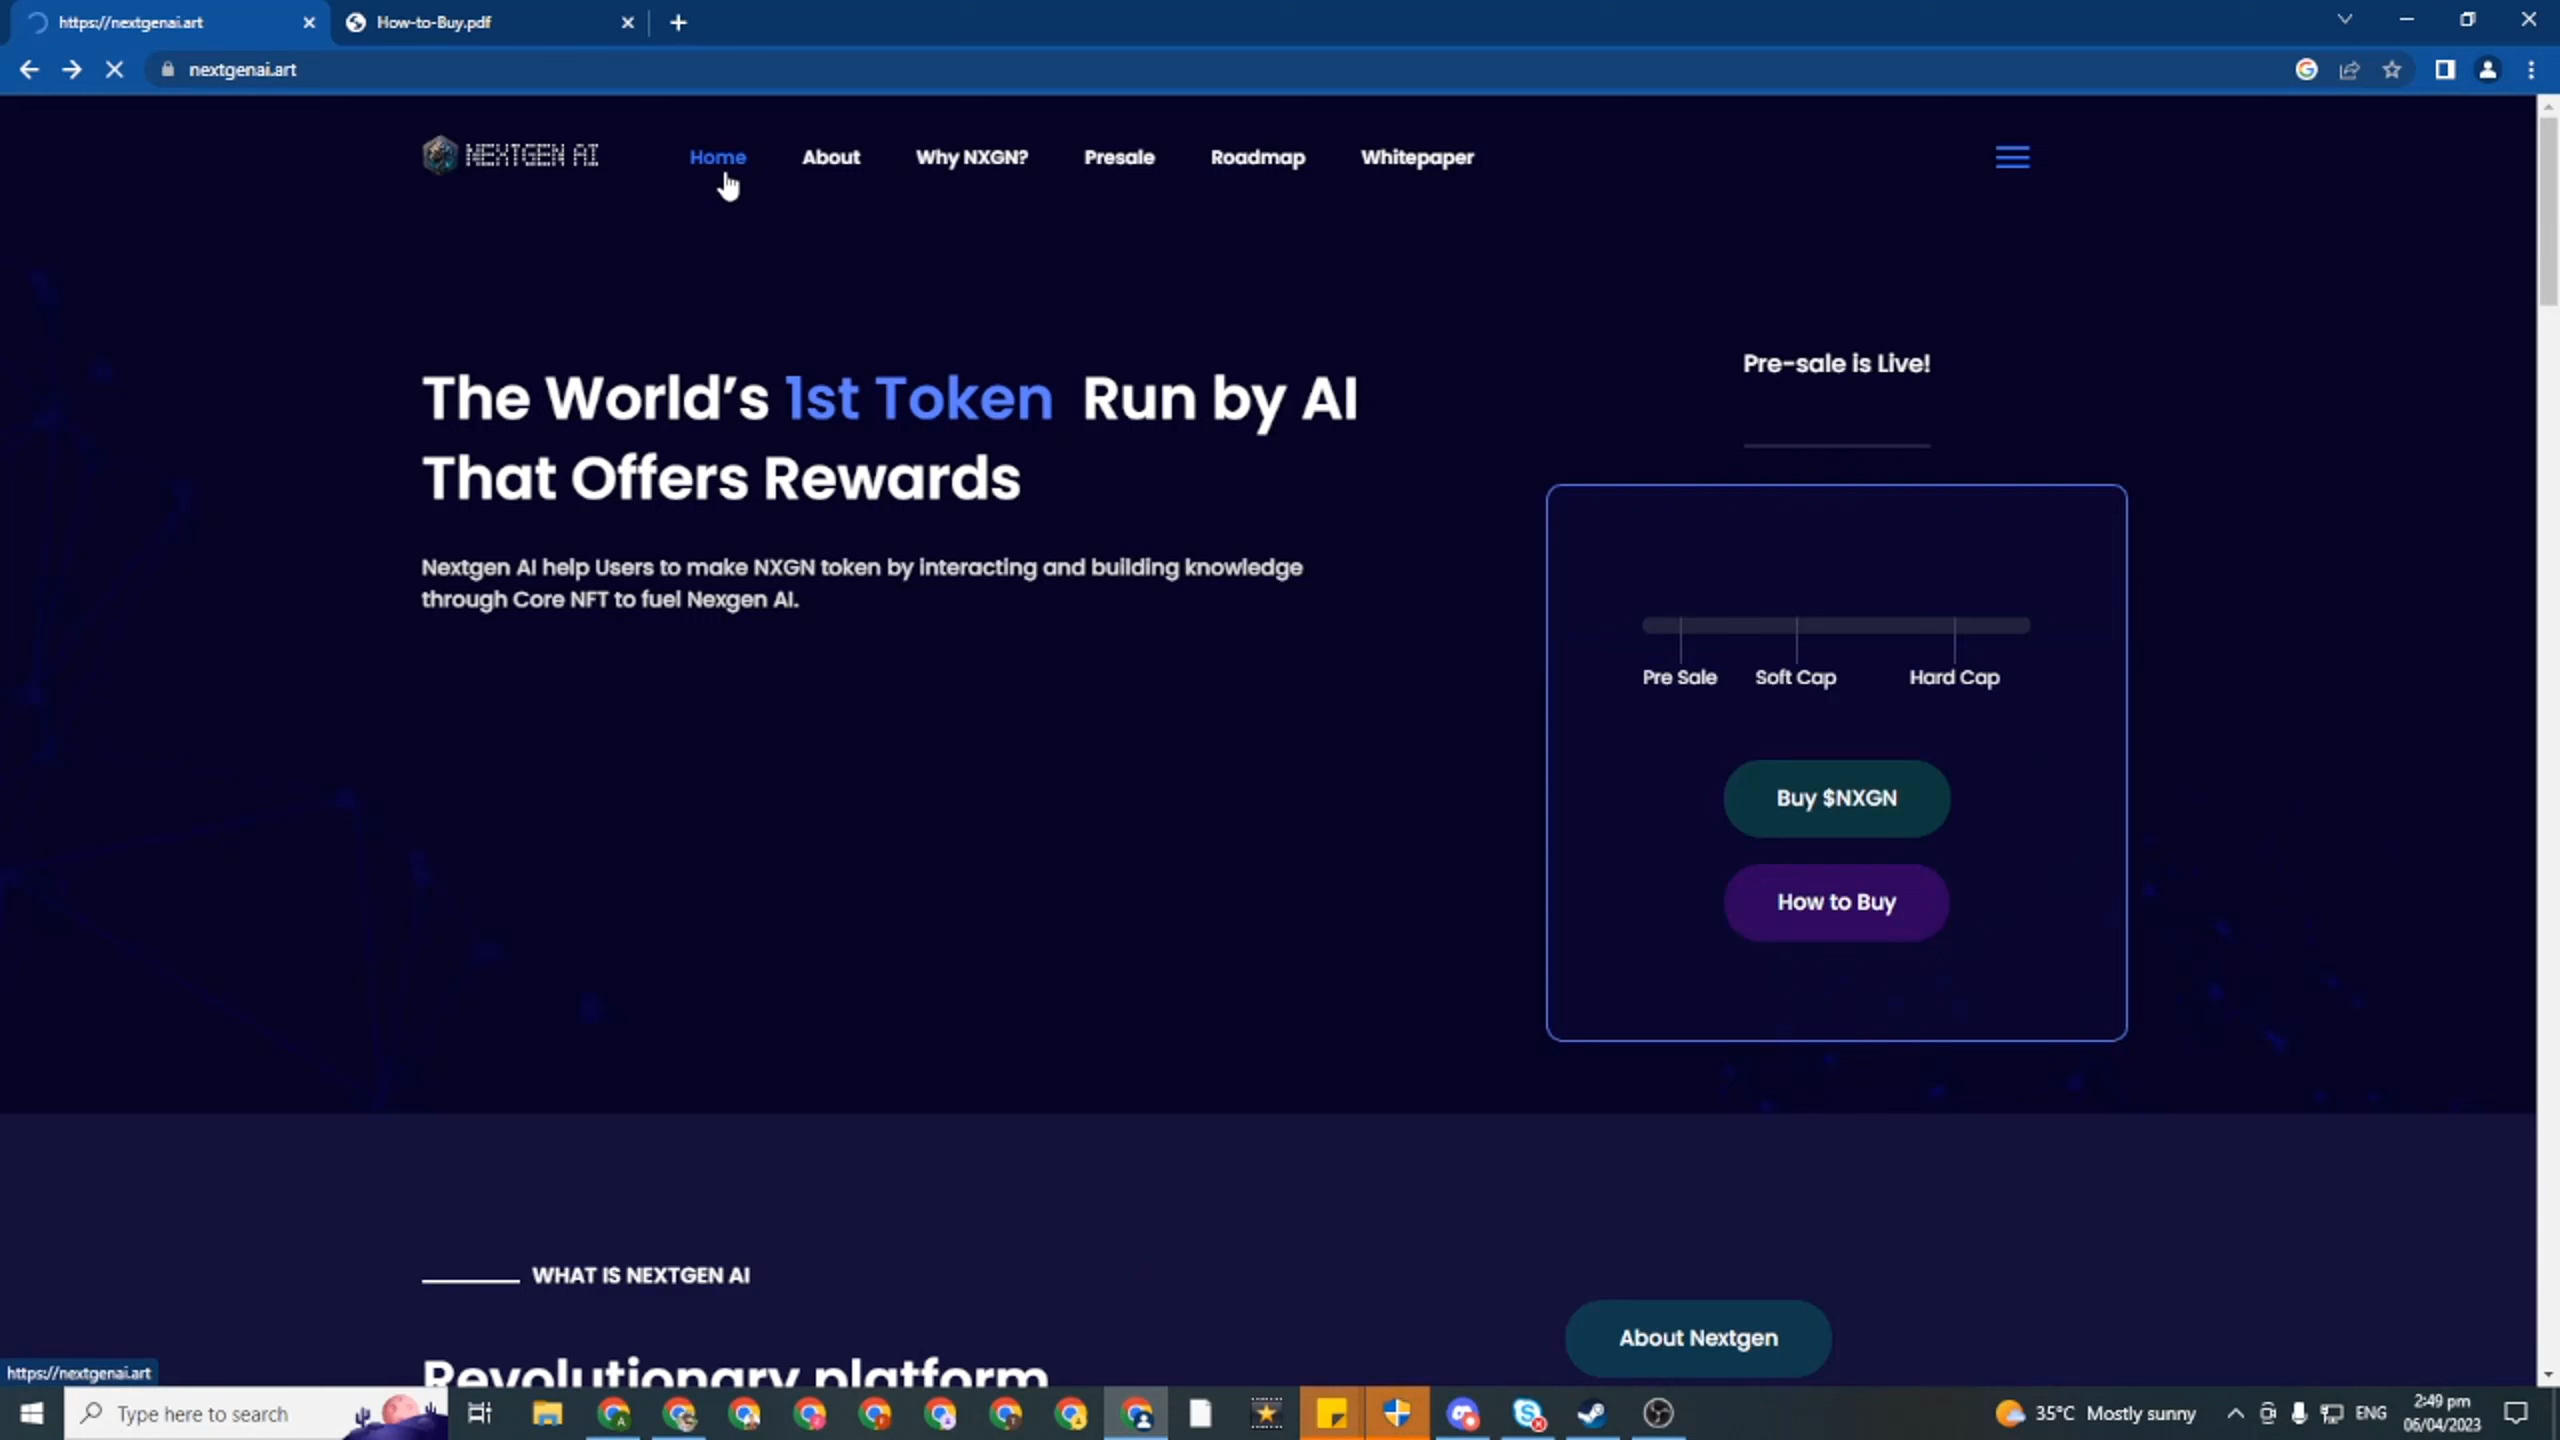 https://nextgenai.art
How-to-Buy.pdf
nextgenai.art
NEXTGEN AI
Home
About
Why NXGN?
Presale
Roadmap
Whitepaper
The World's 1st Token Run by AI
That Offers Rewards
Nextgen AI help Users to make NXGN token by interacting and building knowledge
through Core NFT to fuel Nexgen AI.
Pre-sale is Live!
Pre Sale
Soft Cap
Hard Cap
Buy $NXGN
How to Buy
WHAT IS NEXTGEN AI
Revolutionary platform
About Nextgen
https://nextgenai.art
Type here to search
35°C Mostly sunny
ENG
2:49 pm
06/04/2023